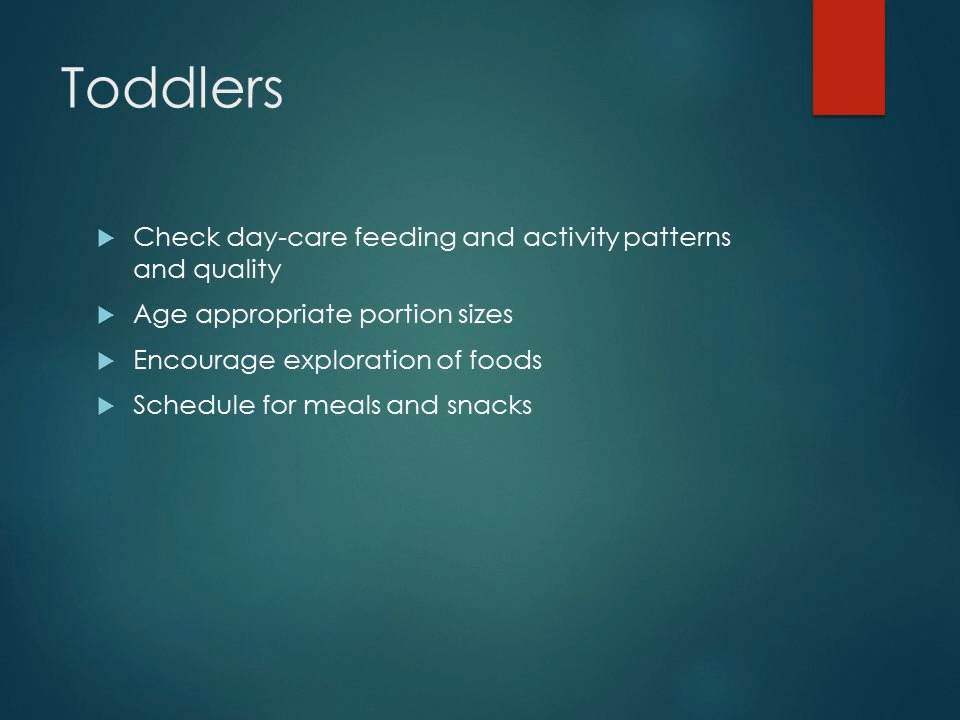 Toddlers
Check day-care feeding and activity patterns
and quality
Age appropriate portion sizes
Encourage exploration of foods
Schedule for meals and snacks